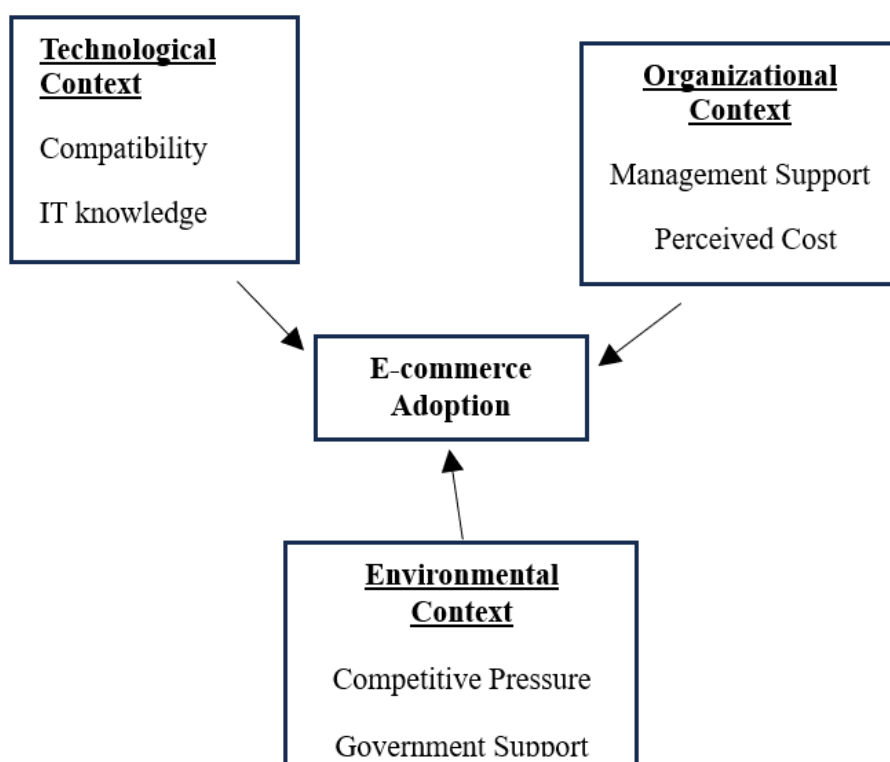 Technological
Context
Compatibility
IT knowledge
Organizational
Context
Management Support
Perceived Cost
E-commerce
Adoption
Environmental
Context
Competitive Pressure
Government Support